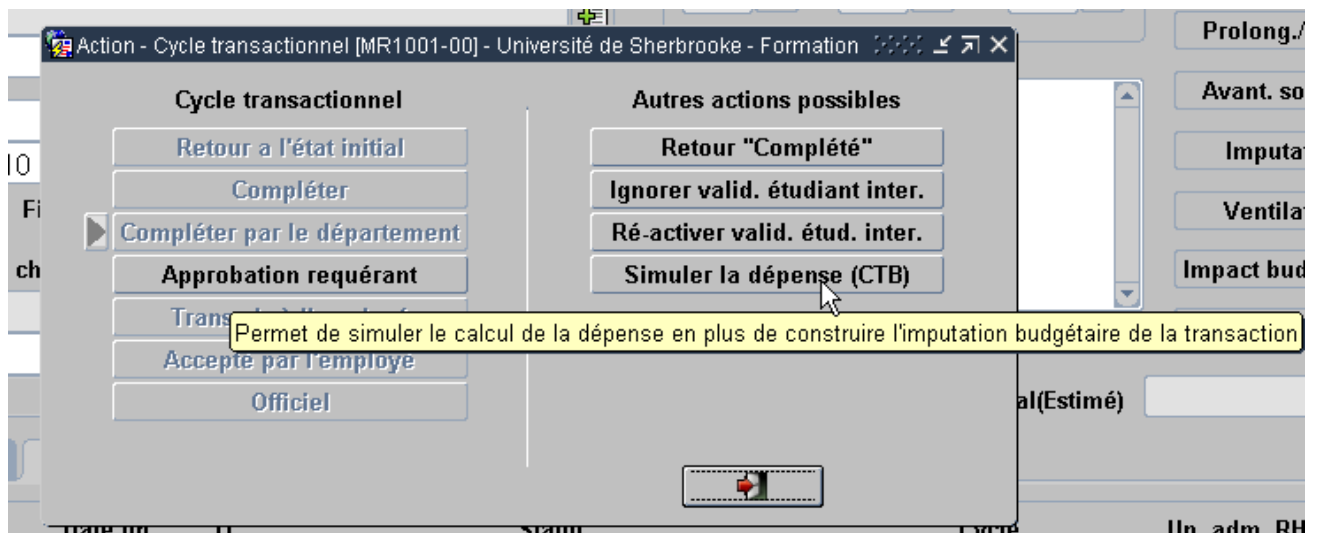 Prolong./
Action - Cycle transactionnel [MR1001-00] - Université de Sherbrooke - Formation
Cycle transactionnel
Autres actions possibles
Avant. so
Retour a l'état initial
Retour "Complété"
Imputa
10
Compléter
Ignorer valid. étudiant inter.
Fi
Compléter par le département
Ré-activer valid. étud. inter.
Ventila
ch
Approbation requérant
Simuler la dépense (CTB)
Impact bud
Permet de simuler le calcul de la dépense en plus de construire l'imputation budgétaire de la transaction
Accepté par l'employé
Officiel
al(Estimé)
Cycle
Un. adm. RH